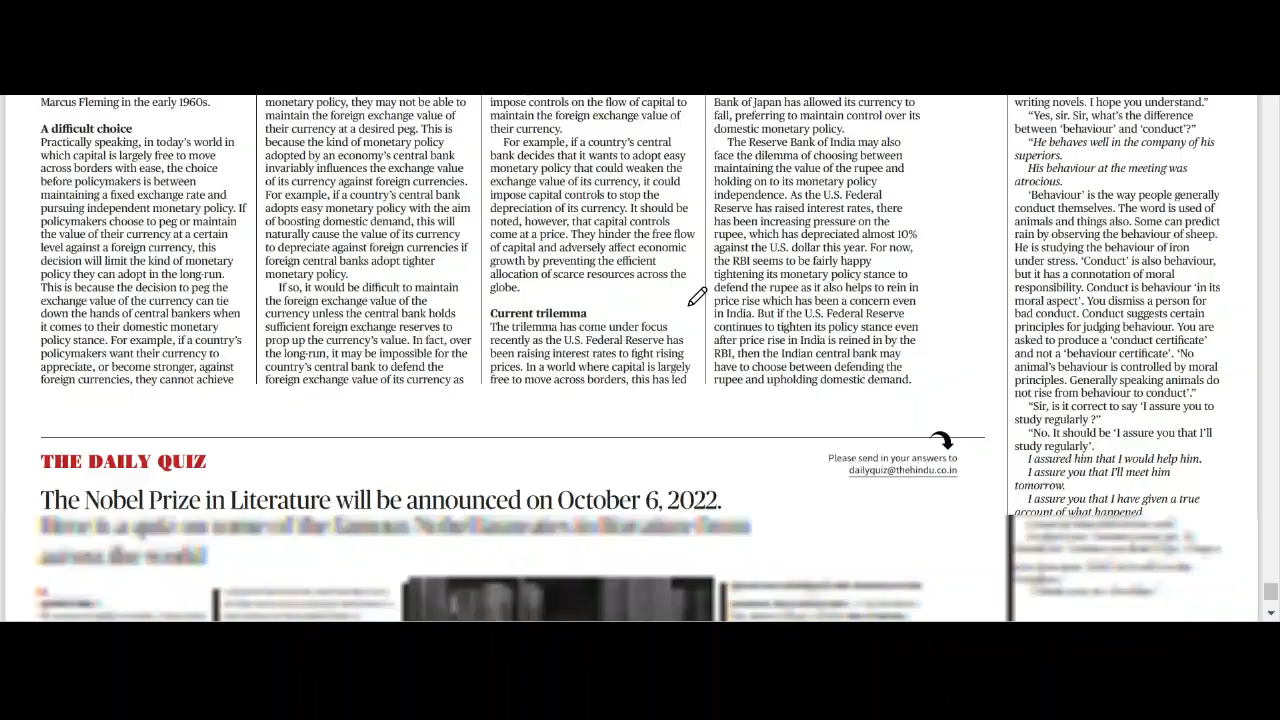 Marcus Fleming in the early 1960s.
A difficult choice
Practically speaking, in today's world in
which capital is largely free to move
across borders with ease, the choice
before policymakers is between
maintaining a fixed exchange rate and
pursuing independent monetary policy. If
policymakers choose to peg or maintain
the value of their currency at a certain
level against a foreign currency, this
decision will limit the kind of monetary
policy they can adopt in the long-run.
This is because the decision to peg the
exchange value of the currency can tie
down the hands of central bankers when
it comes to their domestic monetary
policy stance. For example, if a country's
policymakers want their currency to
appreciate, or become stronger, against
foreign currencies, they cannot achieve
monetary policy, they may not be able to
maintain the foreign exchange value of
their currency at a desired peg. This is
because the kind of monetary policy
adopted by an economy's central bank
invariably influences the exchange value
of its currency against foreign currencies.
For example, if a country's central bank
adopts easy monetary policy with the aim
of boosting domestic demand, this will
naturally cause the value of its currency
to depreciate against foreign currencies if
foreign central banks adopt tighter
monetary policy.
If so, it would be difficult to maintain
the foreign exchange value of the
currency unless the central bank holds
sufficient foreign exchange reserves to
prop up the currency's value. In fact, over
the long-run, it may be impossible for the
country's central bank to defend the
foreign exchange value of its currency as
impose controls on the flow of capital to
maintain the foreign exchange value of
their currency.
For example, if a country's central
bank decides that it wants to adopt easy
monetary policy that could weaken the
exchange value of its currency, it could
impose capital controls to stop the
depreciation of its currency. It should be
noted, however, that capital controls
come at a price. They hinder the free flow
of capital and adversely affect economic
growth by preventing the efficient
allocation of scarce resources across the
globe.
Current trilemma
The trilemma has come under focus
recently as the U.S. Federal Reserve has
been raising interest rates to fight rising
prices. In a world where capital is largely
free to move across borders, this has led
Bank of Japan has allowed its currency to
fall, preferring to maintain control over its
domestic monetary policy.
The Reserve Bank of India may also
face the dilemma of choosing between
maintaining the value of the rupee and
holding on to its monetary policy
independence. As the U.S. Federal
Reserve has raised interest rates, there
has been increasing pressure on the
rupee, which has depreciated almost 10%
against the U.S. dollar this year. For now,
the RBI seems to be fairly happy
tightening its monetary policy stance to
defend the rupee as it also helps to rein in
price rise which has been a concern even
in India. But if the U.S. Federal Reserve
continues to tighten its policy stance even
after price rise in India is reined in by the
RBI, then the Indian central bank may
have to choose between defending the
rupee and upholding domestic demand.
writing novels. I hope you understand.”
“Yes, sir. Sir, what's the difference
between ‘behaviour’ and ‘conduct’?”
“He behaves well in the company of his
superiors.
His behaviour at the meeting was
atrocious.
‘Behaviour’ is the way people generally
conduct themselves. The word is used of
animals and things also. Some can predict
rain by observing the behaviour of sheep.
He is studying the behaviour of iron
under stress. ‘Conduct’ is also behaviour,
but it has a connotation of moral
responsibility. Conduct is behaviour ‘in its
moral aspect’. You dismiss a person for
bad conduct. Conduct suggests certain
principles for judging behaviour. You are
asked to produce a ‘conduct certificate’
and not a ‘behaviour certificate’. ‘No
animal's behaviour is controlled by moral
principles. Generally speaking animals do
not rise from behaviour to conduct’.”
“Sir, is it correct to say ‘I assure you to
study regularly ?”
“No. It should be ‘I assure you that I'll
study regularly’.
I assured him that I would help him.
I assure you that I'll meet him
tomorrow.
I assure you that I have given a true
account of what happened
THE DAILY QUIZ
Please send in your answers to
dailyquiz@thehindu.co.in
The Nobel Prize in Literature will be announced on October 6, 2022.
Here is a quiz on some of the famous Nobel laureates in literature from
across the world